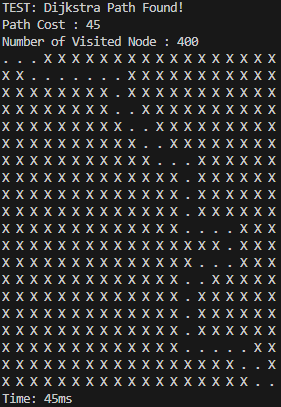 TEST: Dijkstra Path Found!
Path Cost : 45
Number of Visited Node : 400
. . . X X X X X X X X X X X X X X X X X
X X . . . . . . . X X X X X X X X X X X
X X X X X X X X . X X X X X X X X X X X
X X X X X X X X . . X X X X X X X X X X
X X X X X X X X X . . X X X X X X X X X
X X X X X X X X X X . . X X X X X X X X
X X X X X X X X X X X . . . X X X X X X
X X X X X X X X X X X X X . X X X X X X
X X X X X X X X X X X X X . X X X X X X
X X X X X X X X X X X X X . X X X X X X
X X X X X X X X X X X X X . . . . X X X
X X X X X X X X X X X X X X X X . X X X
X X X X X X X X X X X X X X . . . X X X
X X X X X X X X X X X X X . . X X X X X
X X X X X X X X X X X X X . X X X X X X
X X X X X X X X X X X X X . X X X X X X
X X X X X X X X X X X X X . X X X X X X
X X X X X X X X X X X X X . . . . . X X
X X X X X X X X X X X X X X X X X . . X
X X X X X X X X X X X X X X X X X X . .
Time: 45ms